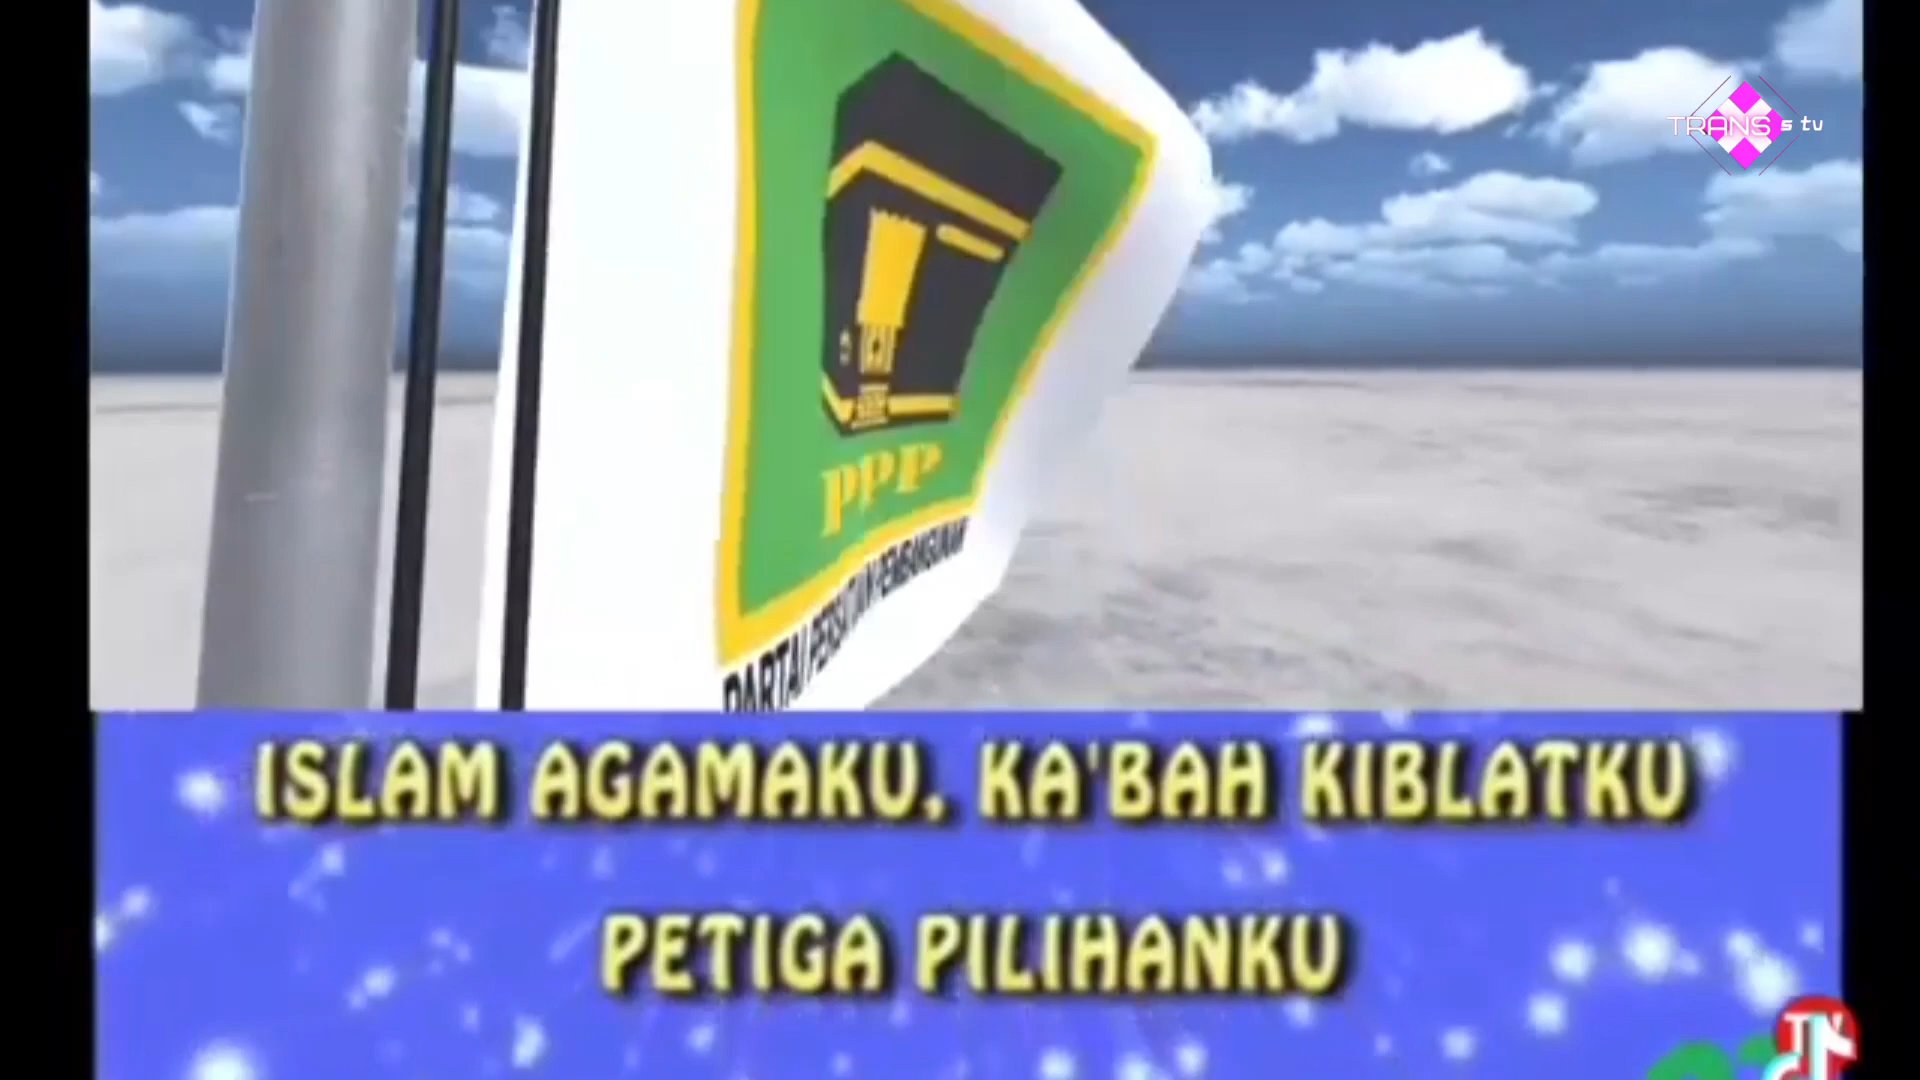 TRANS S tv
PPP
PARTAI PERSATUAN PEMBANGUNAN
ISLAM AGAMAKU, KA'BAH KIBLATKU
PETIGA PILIHANKU